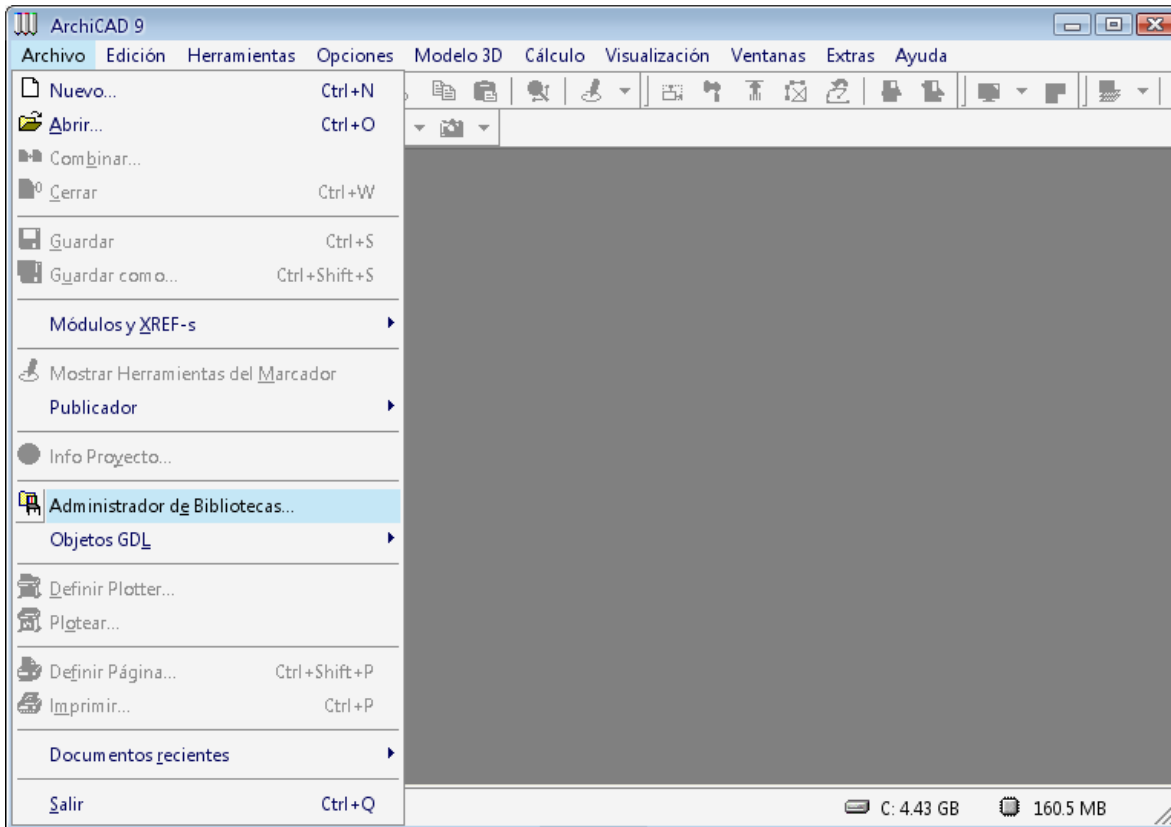 ArchiCAD 9
Archivo Edición Herramientas Opciones Modelo 3D Cálculo Visualización Ventanas Extras Ayuda
Nuevo... Ctrl+N
Abrir... Ctrl+O
Combinar...
Cerrar Ctrl+W
Guardar Ctrl+S
Guardar como... Ctrl+Shift+S
Módulos y XREF-s
Mostrar Herramientas del Marcador
Publicador
Info Proyecto...
Administrador de Bibliotecas...
Objetos GDL
Definir Plotter...
Plotear...
Definir Página... Ctrl+Shift+P
Imprimir... Ctrl+P
Documentos recientes
Salir Ctrl+Q
C: 4.43 GB 160.5 MB